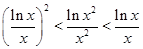 (ln x / x)² < ln x² / x² < ln x / x